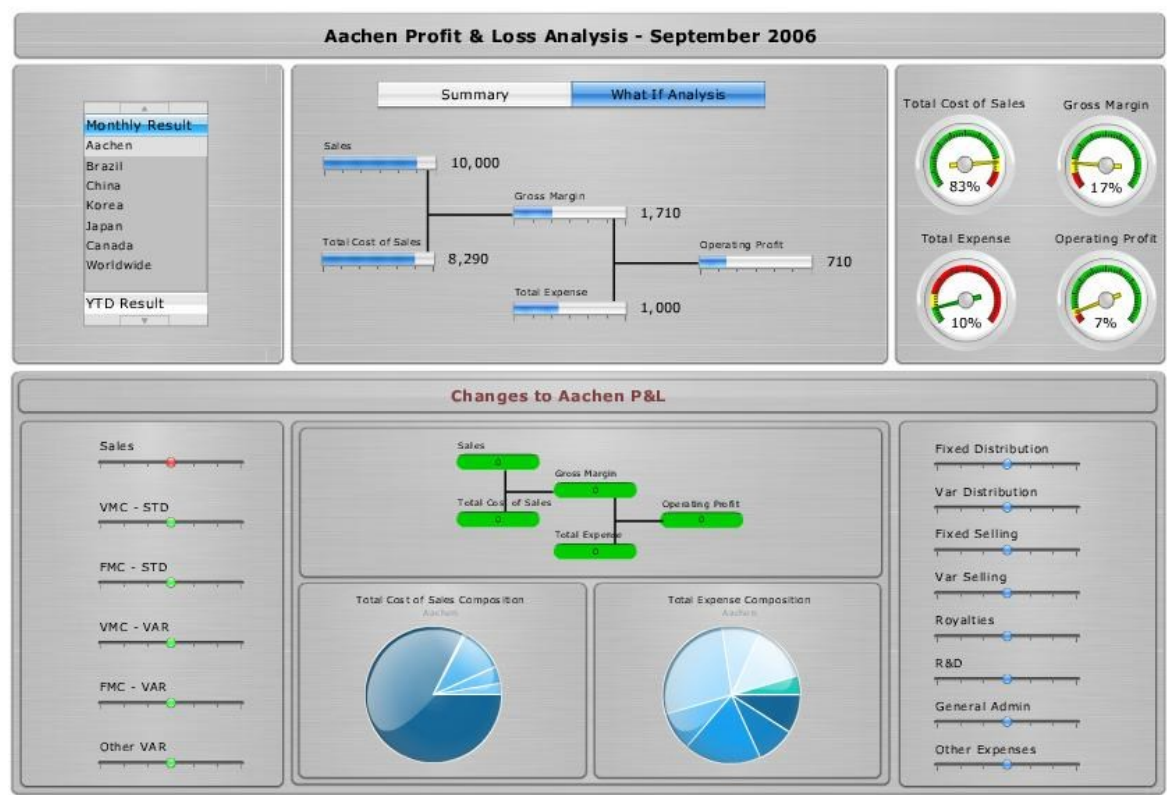 Aachen Profit & Loss Analysis - September 2006
Monthly Result
Aachen
Brazil
China
Korea
Japan
Canada
Worldwide
YTD Result
Summary
What If Analysis
Sales
10,000
Gross Margin
1,710
Total Cost of Sales
8,290
Operating Profit
710
Total Expense
1,000
Total Cost of Sales
83%
Gross Margin
17%
Total Expense
10%
Operating Profit
7%
Changes to Aachen P&L
Sales
VMC - STD
FMC - STD
VMC - VAR
FMC - VAR
Other VAR
Sales
0
Gross Margin
0
Total Cost of Sales
0
Operating Profit
0
Total Expense
0
Total Cost of Sales Composition
Aachen
Total Expense Composition
Aachen
Fixed Distribution
Var Distribution
Fixed Selling
Var Selling
Royalties
R&D
General Admin
Other Expenses